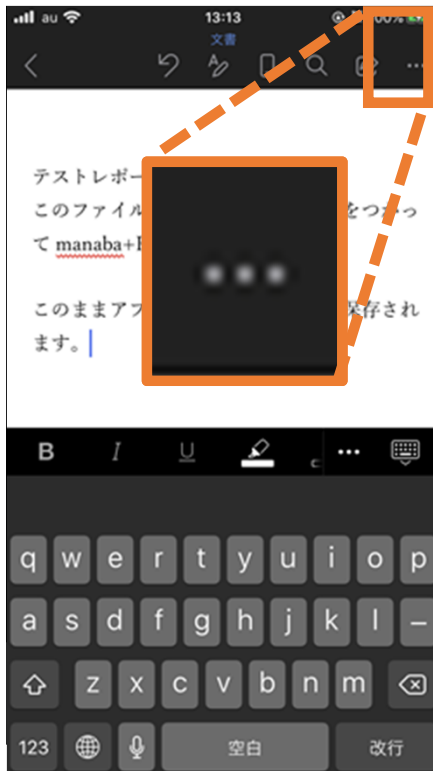 au 13:13
文書
テストレポー
このファイル をつかっ
て manaba+
このままアプ 保存され
ます。
B I U
q w e r t y u i o p
a s d f g h j k l –
z x c v b n m
123 空白 改行